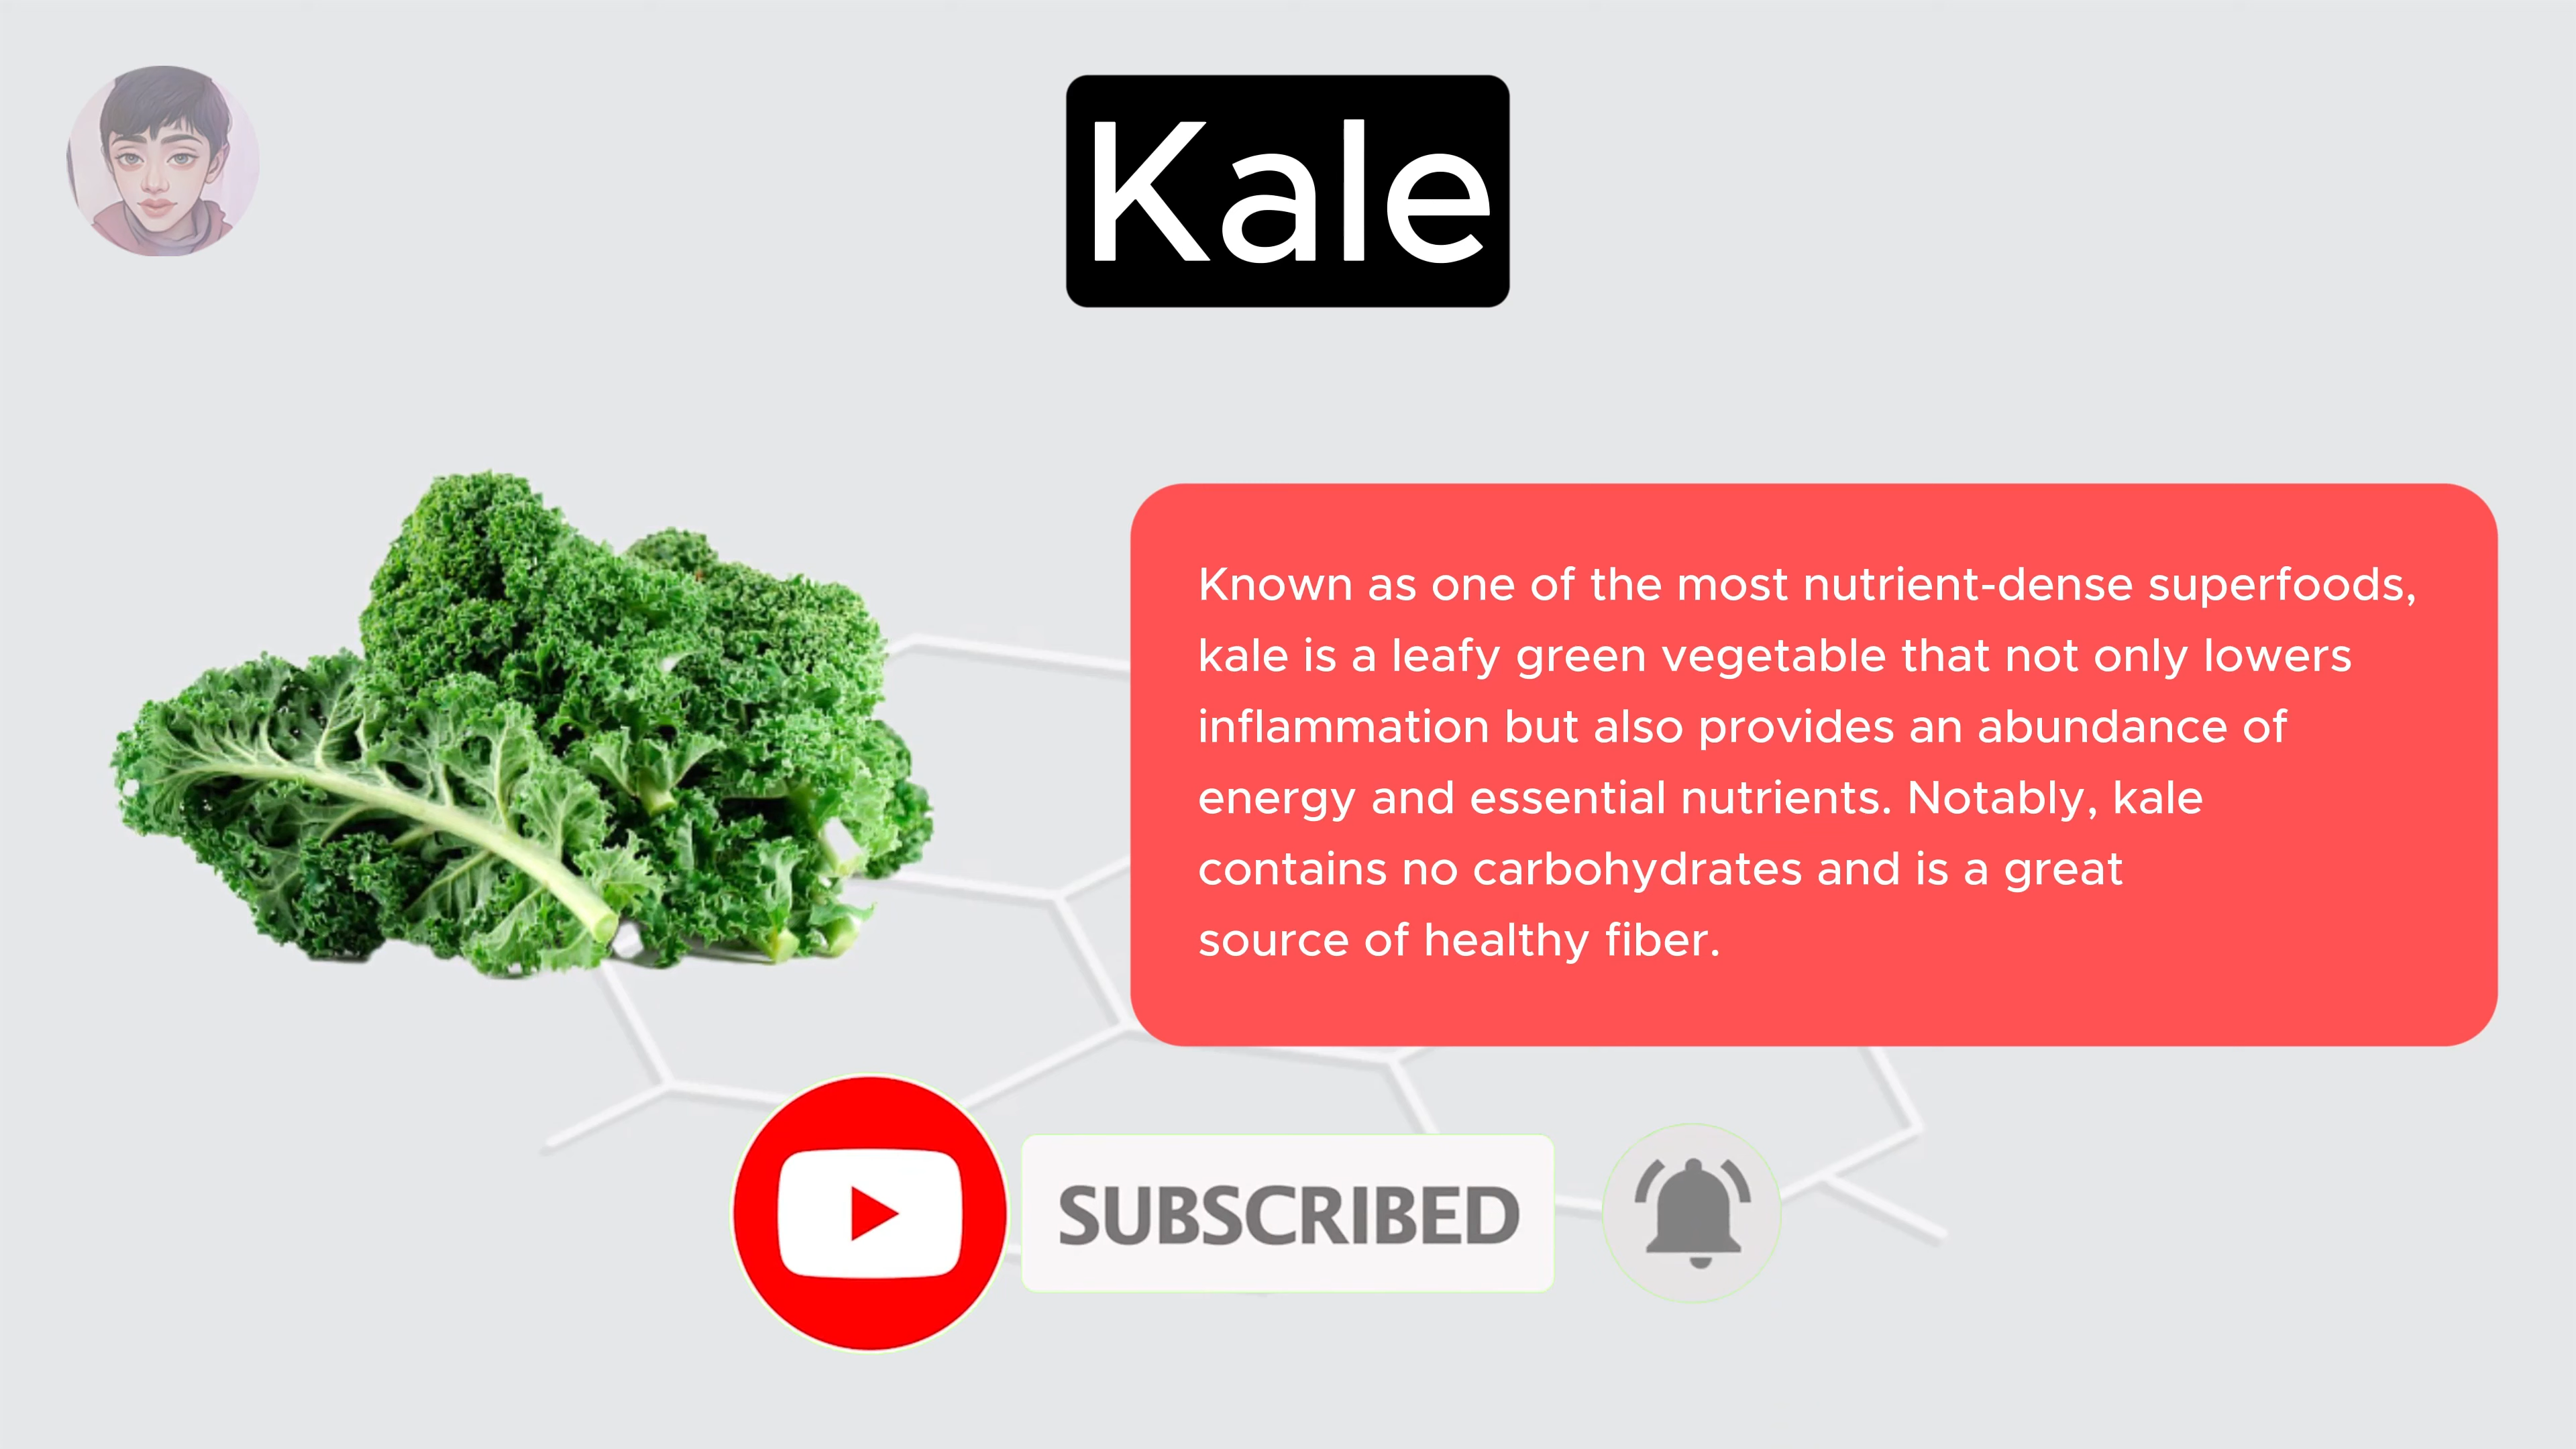 Kale
Known as one of the most nutrient-dense superfoods,
kale is a leafy green vegetable that not only lowers
inflammation but also provides an abundance of
energy and essential nutrients. Notably, kale
contains no carbohydrates and is a great
source of healthy fiber.
SUBSCRIBED